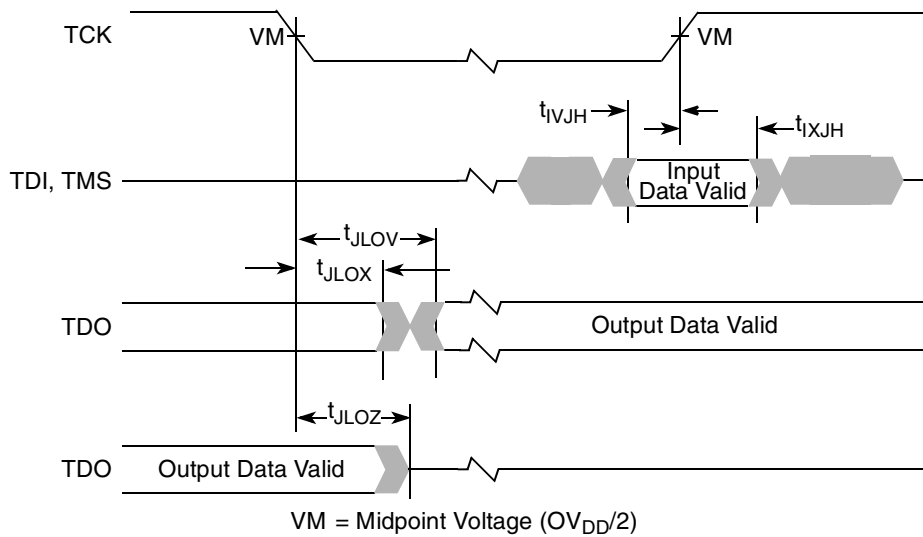 TCK
VM
VM
tIVJH
tIXJH
TDI, TMS
Input
Data Valid
tJLOV
tJLOX
TDO
Output Data Valid
tJLOZ
TDO
Output Data Valid
VM = Midpoint Voltage (OVDD/2)